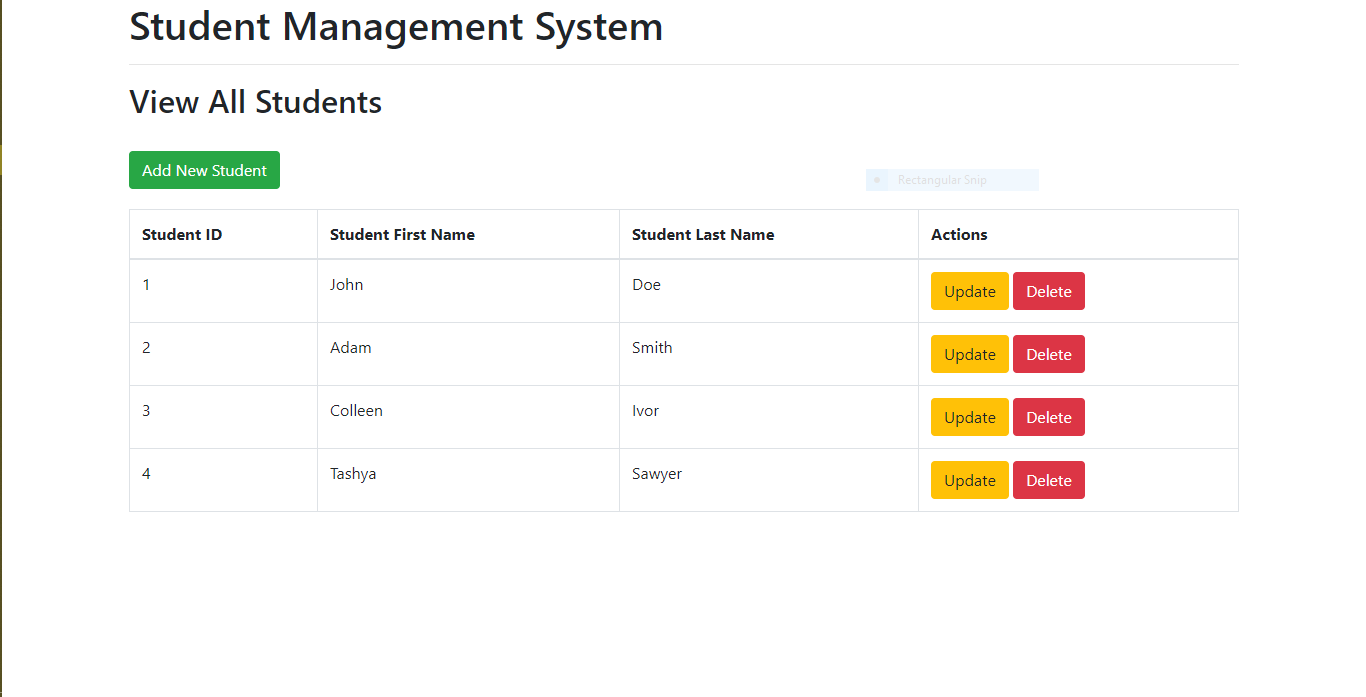 Student Management System
View All Students
Add New Student
Rectangular Snip
Student ID Student First Name Student Last Name Actions
1 John Doe Update Delete
2 Adam Smith Update Delete
3 Colleen Ivor Update Delete
4 Tashya Sawyer Update Delete